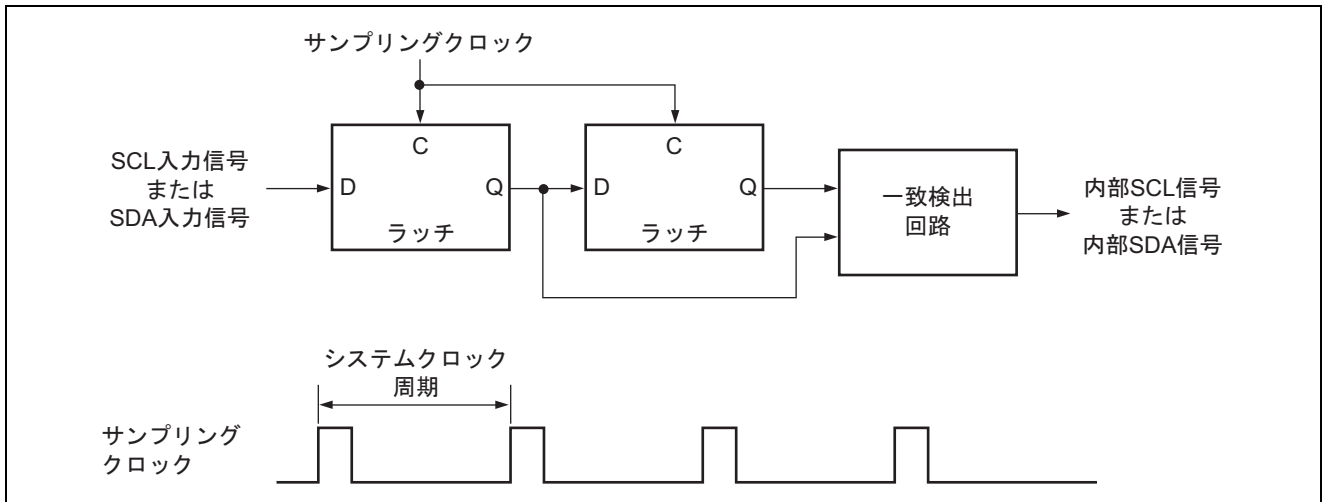 サンプリングクロック
SCL入力信号
または
SDA入力信号
C
D
Q
ラッチ
C
D
Q
ラッチ
一致検出
回路
内部SCL信号
または
内部SDA信号
システムクロック
周期
サンプリング
クロック